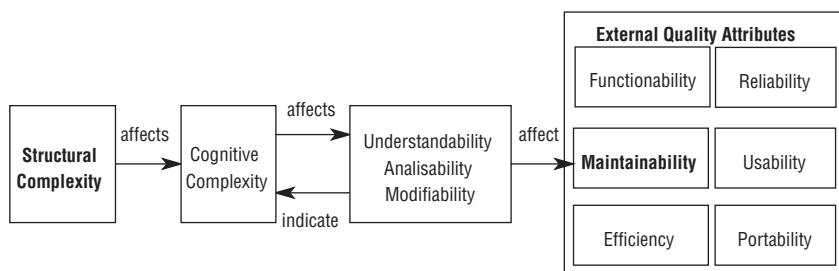 External Quality Attributes
Functionability
Reliability
affects
affects
Structural
Complexity
Cognitive
Complexity
Understandability
Analisability
Modifiability
affect
Maintainability
Usability
indicate
Efficiency
Portability